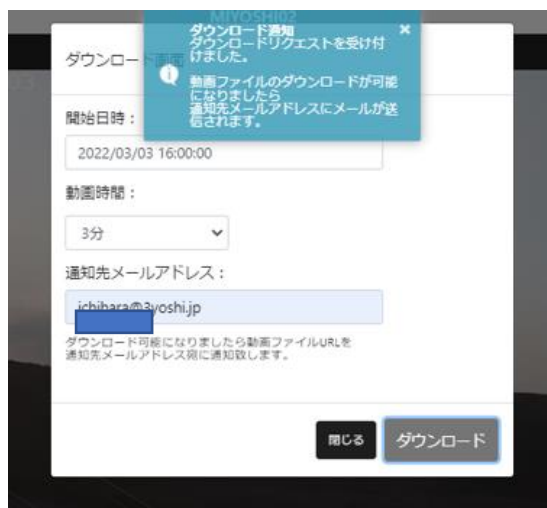 MIYOSHI02
ダウンロード通知
ダウンロードリクエストを受け付
けました。
動画ファイルのダウンロードが可能
になりましたら
通知先メールアドレスにメールが送
信されます。
ダウンロード画面
開始日時：
2022/03/03 16:00:00
動画時間：
3分
通知先メールアドレス：
yoshi.jp
ダウンロード可能になりましたら動画ファイルURLを
通知先メールアドレス宛に通知致します。
閉じる
ダウンロード